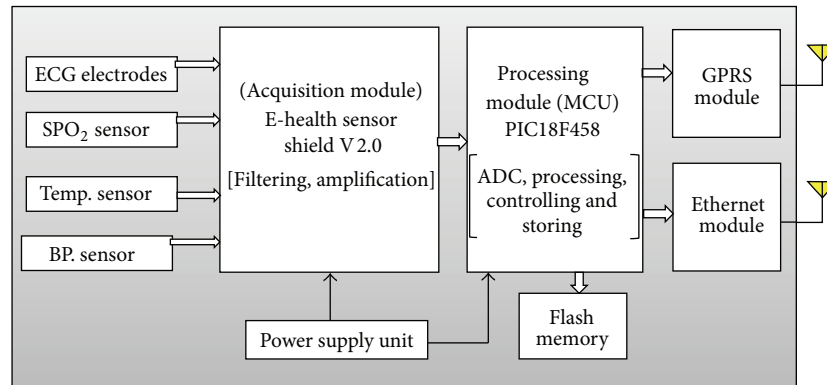 ECG electrodes
SPO₂ sensor
Temp. sensor
BP. sensor
(Acquisition module)
E-health sensor
shield V 2.0
[Filtering, amplification]
Processing
module (MCU)
PIC18F458
[ADC, processing,
controlling and
storing]
GPRS
module
Ethernet
module
Power supply unit
Flash
memory